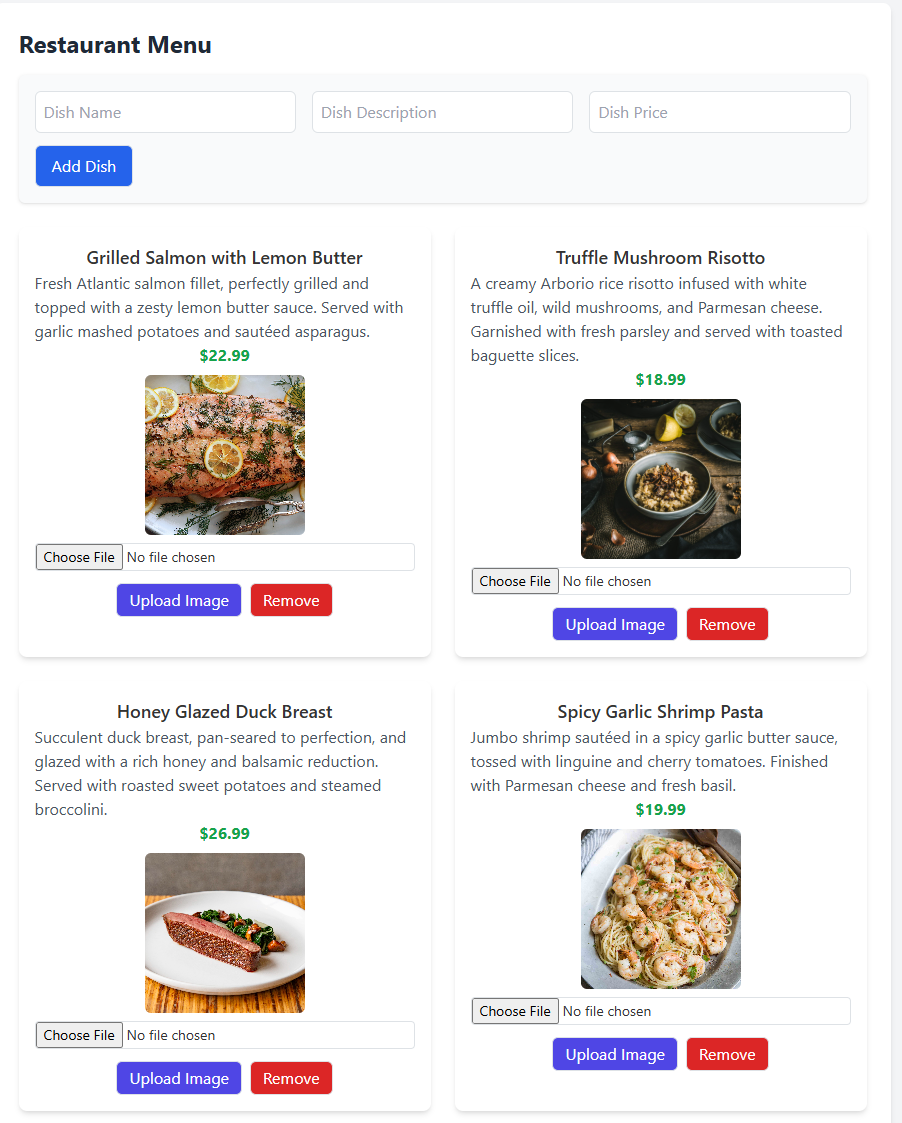 Restaurant Menu
Dish Name
Dish Description
Dish Price
Add Dish
Grilled Salmon with Lemon Butter
Fresh Atlantic salmon fillet, perfectly grilled and
topped with a zesty lemon butter sauce. Served with
garlic mashed potatoes and sautéed asparagus.
$22.99
Choose File No file chosen
Upload Image Remove
Truffle Mushroom Risotto
A creamy Arborio rice risotto infused with white
truffle oil, wild mushrooms, and Parmesan cheese.
Garnished with fresh parsley and served with toasted
baguette slices.
$18.99
Choose File No file chosen
Upload Image Remove
Honey Glazed Duck Breast
Succulent duck breast, pan-seared to perfection, and
glazed with a rich honey and balsamic reduction.
Served with roasted sweet potatoes and steamed
broccolini.
$26.99
Choose File No file chosen
Upload Image Remove
Spicy Garlic Shrimp Pasta
Jumbo shrimp sautéed in a spicy garlic butter sauce,
tossed with linguine and cherry tomatoes. Finished
with Parmesan cheese and fresh basil.
$19.99
Choose File No file chosen
Upload Image Remove